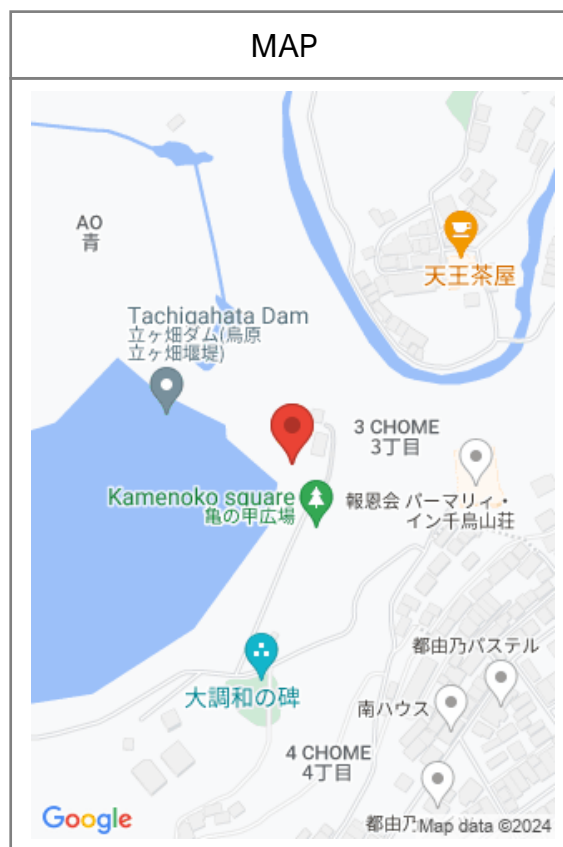 MAP
AO
青
天王茶屋
Tachigahata Dam
立ヶ畑ダム(烏原
立ヶ畑堰堤)
3 CHOME
3丁目
Kamenoko square
亀の甲広場
報恩会 パーマリィ・
イン千鳥山荘
都由乃パステル
大調和の碑
南ハウス
4 CHOME
4丁目
都由乃
Google
Map data ©2024